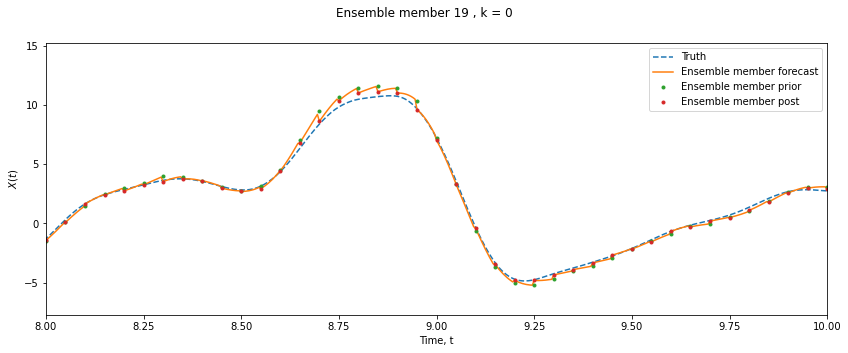 Ensemble member 19 , k = 0
15
10
5
0
−5
X(t)
Truth
Ensemble member forecast
Ensemble member prior
Ensemble member post
8.00 8.25 8.50 8.75 9.00 9.25 9.50 9.75 10.00
Time, t